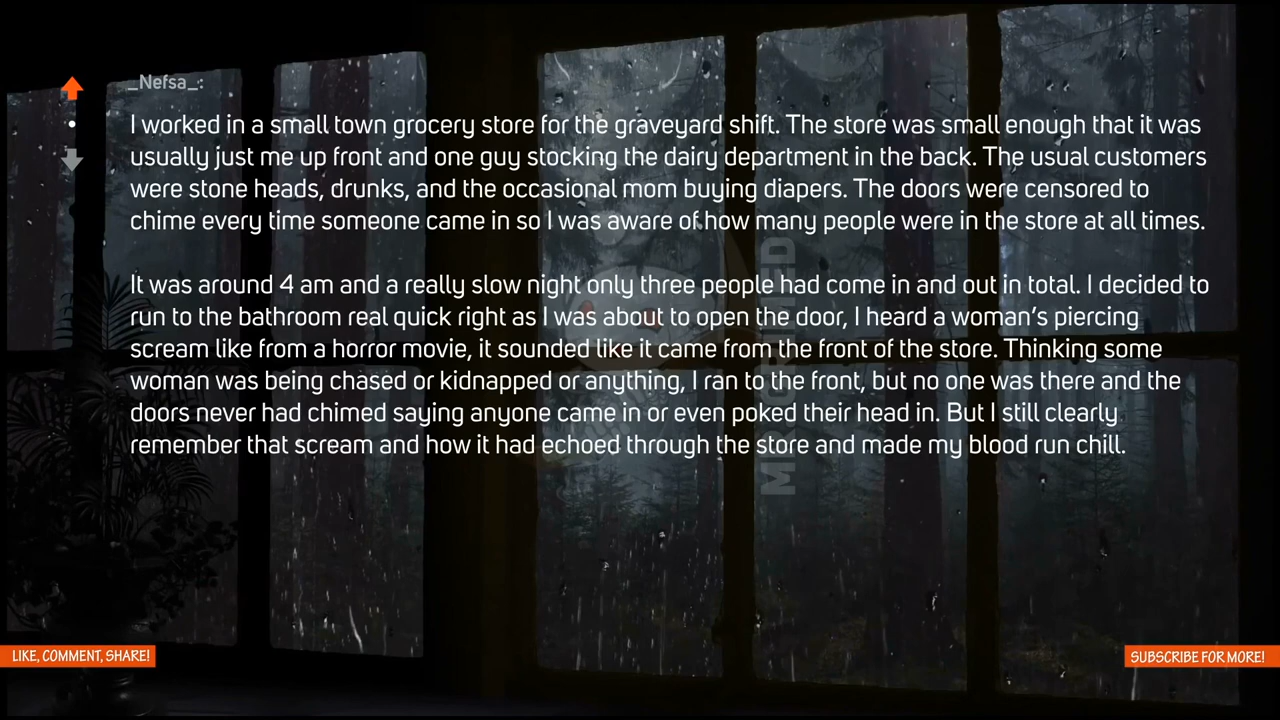 _Nefsa_:
I worked in a small town grocery store for the graveyard shift. The store was small enough that it was
usually just me up front and one guy stocking the dairy department in the back. The usual customers
were stone heads, drunks, and the occasional mom buying diapers. The doors were censored to
chime every time someone came in so I was aware of how many people were in the store at all times.
It was around 4 am and a really slow night only three people had come in and out in total. I decided to
run to the bathroom real quick right as I was about to open the door, I heard a woman's piercing
scream like from a horror movie, it sounded like it came from the front of the store. Thinking some
woman was being chased or kidnapped or anything, I ran to the front, but no one was there and the
doors never had chimed saying anyone came in or even poked their head in. But I still clearly
remember that scream and how it had echoed through the store and made my blood run chill.
LIKE, COMMENT, SHARE!
SUBSCRIBE FOR MORE!